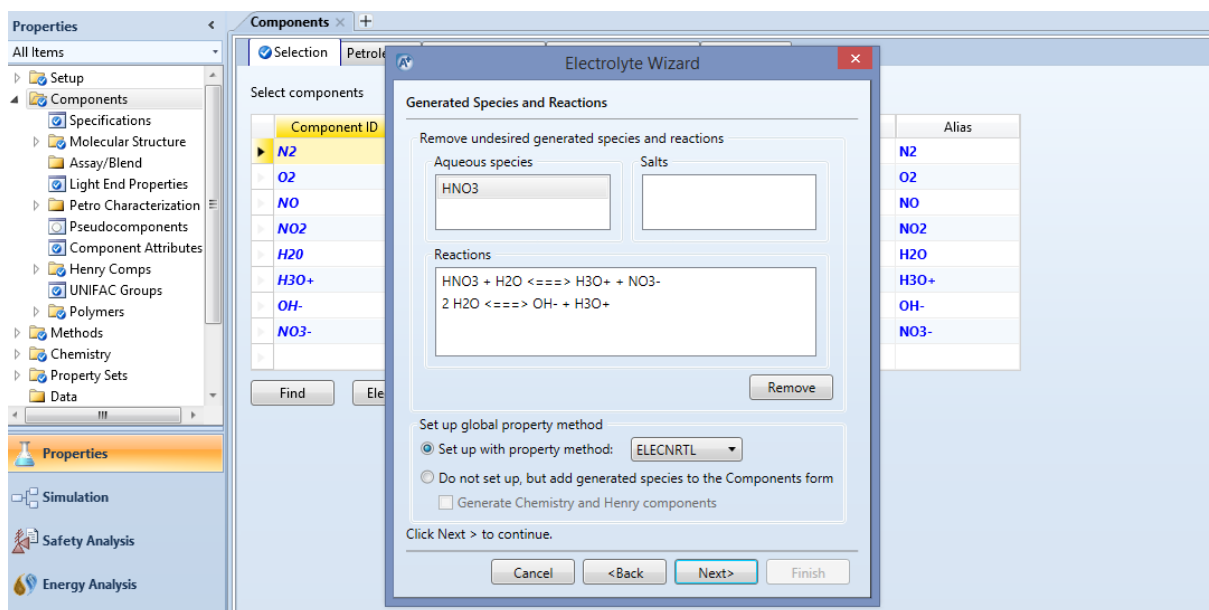 Properties
All Items
Setup
Components
Specifications
Molecular Structure
Assay/Blend
Light End Properties
Petro Characterization
Pseudocomponents
Component Attributes
Henry Comps
UNIFAC Groups
Polymers
Methods
Chemistry
Property Sets
Data
Properties
Simulation
Safety Analysis
Energy Analysis
Components
Selection Petrole
Select components
Component ID Alias
N2 N2
O2 O2
NO NO
NO2 NO2
H20 H2O
H3O+ H3O+
OH- OH-
NO3- NO3-
Find Ele
Electrolyte Wizard
Generated Species and Reactions
Remove undesired generated species and reactions
Aqueous species Salts
HNO3
Reactions
HNO3 + H2O <===> H3O+ + NO3-
2 H2O <===> OH- + H3O+
Remove
Set up global property method
Set up with property method: ELECNRTL
Do not set up, but add generated species to the Components form
Generate Chemistry and Henry components
Click Next > to continue.
Cancel <Back Next> Finish